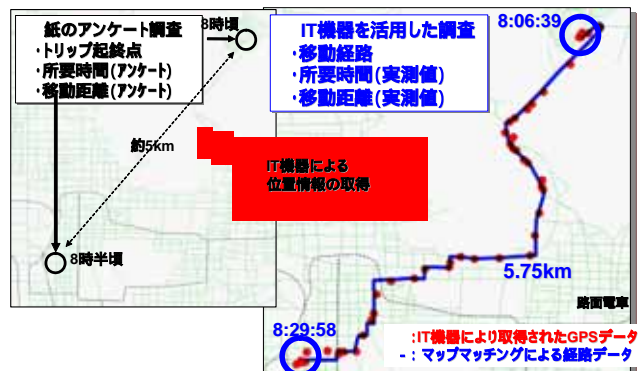 紙のアンケート調査
・トリップ起終点
・所要時間(アンケート)
・移動距離(アンケート)
8時頃
約5km
8時半頃
IT機器による
位置情報の取得
IT機器を活用した調査
・移動経路
・所要時間(実測値)
・移動距離(実測値)
8:06:39
5.75km
路面電車
8:29:58
：IT機器により取得されたGPSデータ
-：マップマッチングによる経路データ